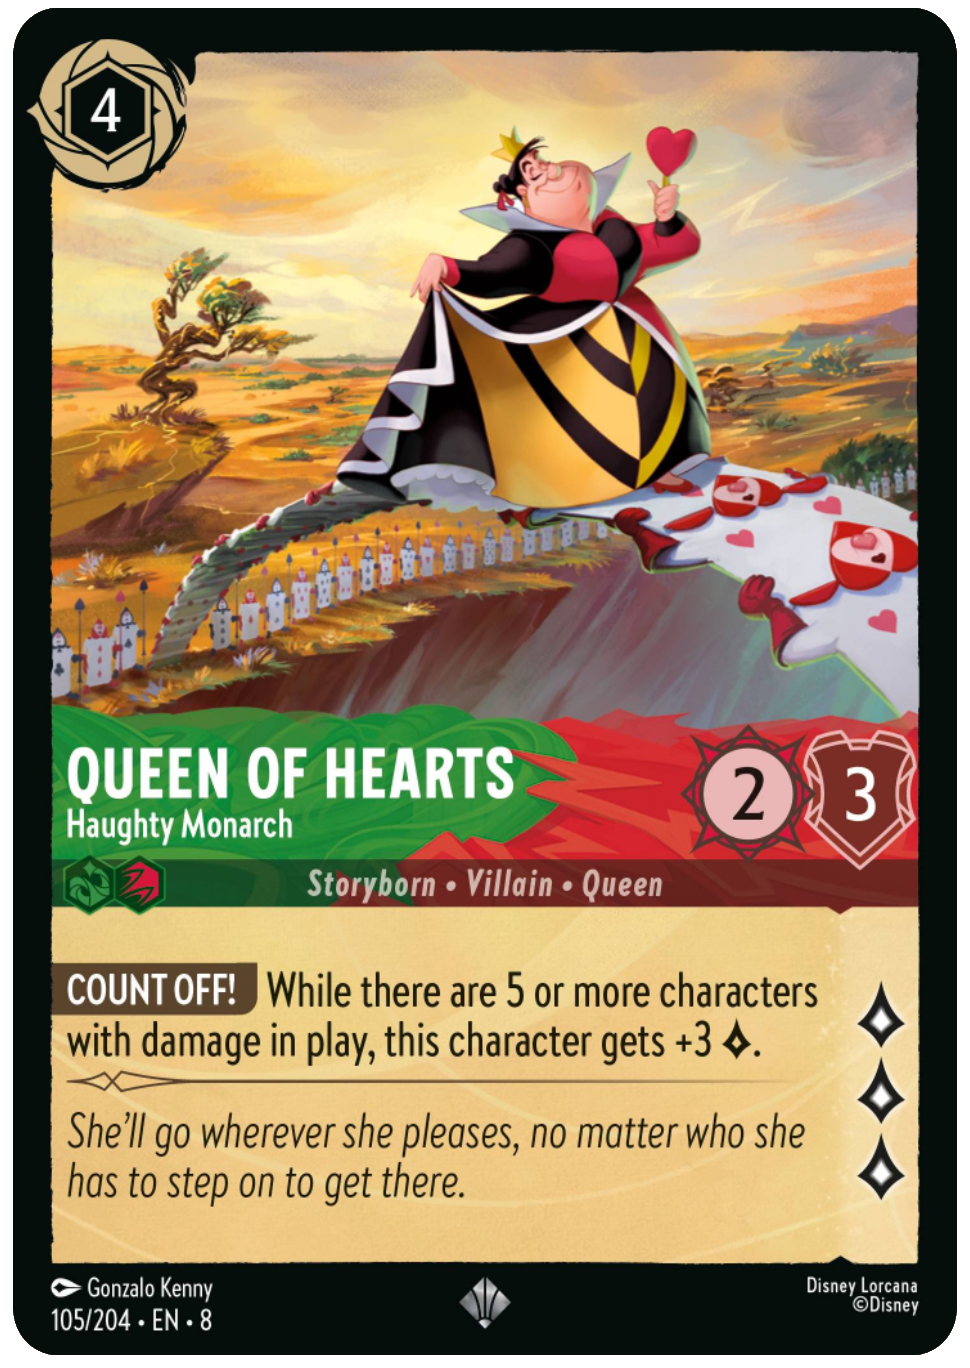 4
QUEEN OF HEARTS
Haughty Monarch
2
3
Storyborn • Villain • Queen
COUNT OFF! While there are 5 or more characters
with damage in play, this character gets +3 .
She’ll go wherever she pleases, no matter who she
has to step on to get there.
Gonzalo Kenny
105/204 • EN • 8
Disney Lorcana
©Disney